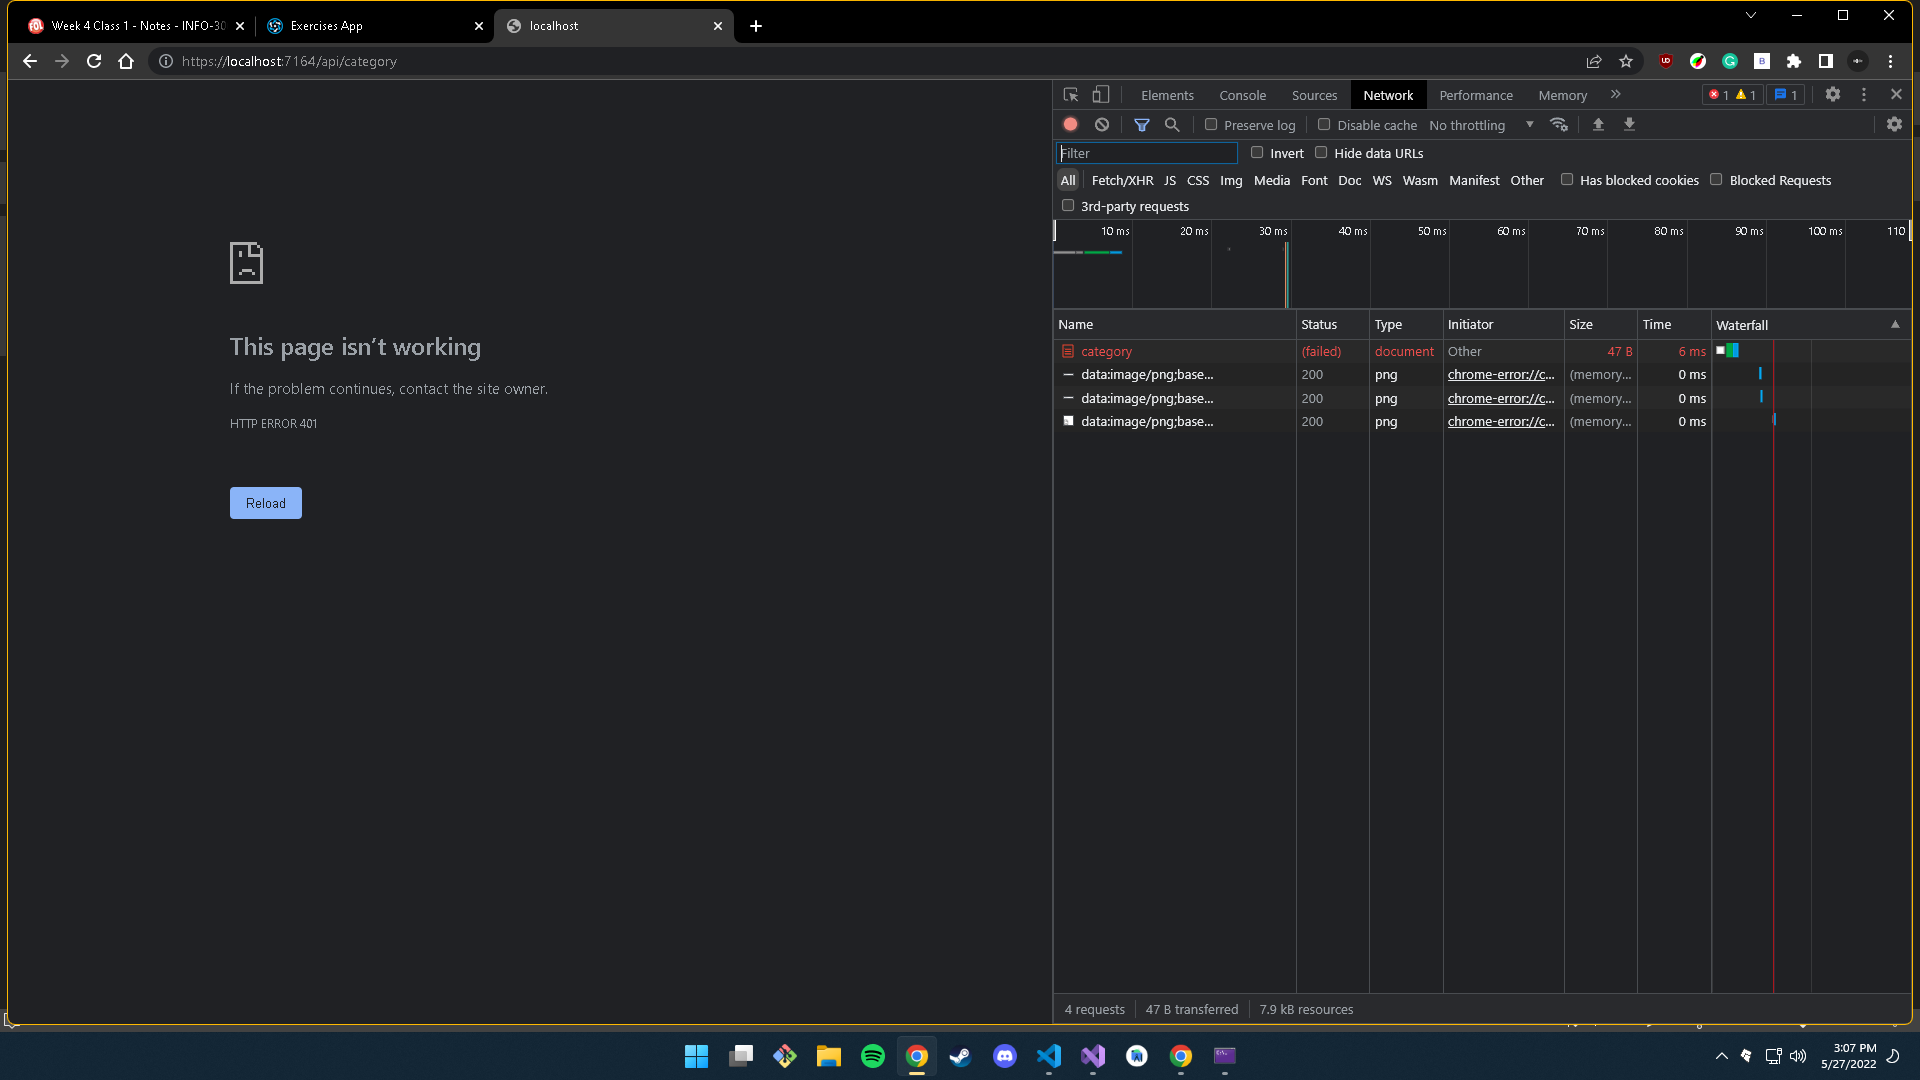 Week 4 Class 1 - Notes - INFO-30
Exercises App
localhost
https://localhost:7164/api/category
Elements
Console
Sources
Network
Performance
Memory
1
1
1
Preserve log
Disable cache
No throttling
Filter
Invert
Hide data URLs
All
Fetch/XHR
JS
CSS
Img
Media
Font
Doc
WS
Wasm
Manifest
Other
Has blocked cookies
Blocked Requests
3rd-party requests
10 ms
20 ms
30 ms
40 ms
50 ms
60 ms
70 ms
80 ms
90 ms
100 ms
110
Name
Status
Type
Initiator
Size
Time
Waterfall
category (failed) document Other 47 B 6 ms
data:image/png;base... 200 png chrome-error://c... (memory... 0 ms
data:image/png;base... 200 png chrome-error://c... (memory... 0 ms
data:image/png;base... 200 png chrome-error://c... (memory... 0 ms
4 requests
47 B transferred
7.9 kB resources
This page isn't working
If the problem continues, contact the site owner.
HTTP ERROR 401
Reload
3:07 PM
5/27/2022